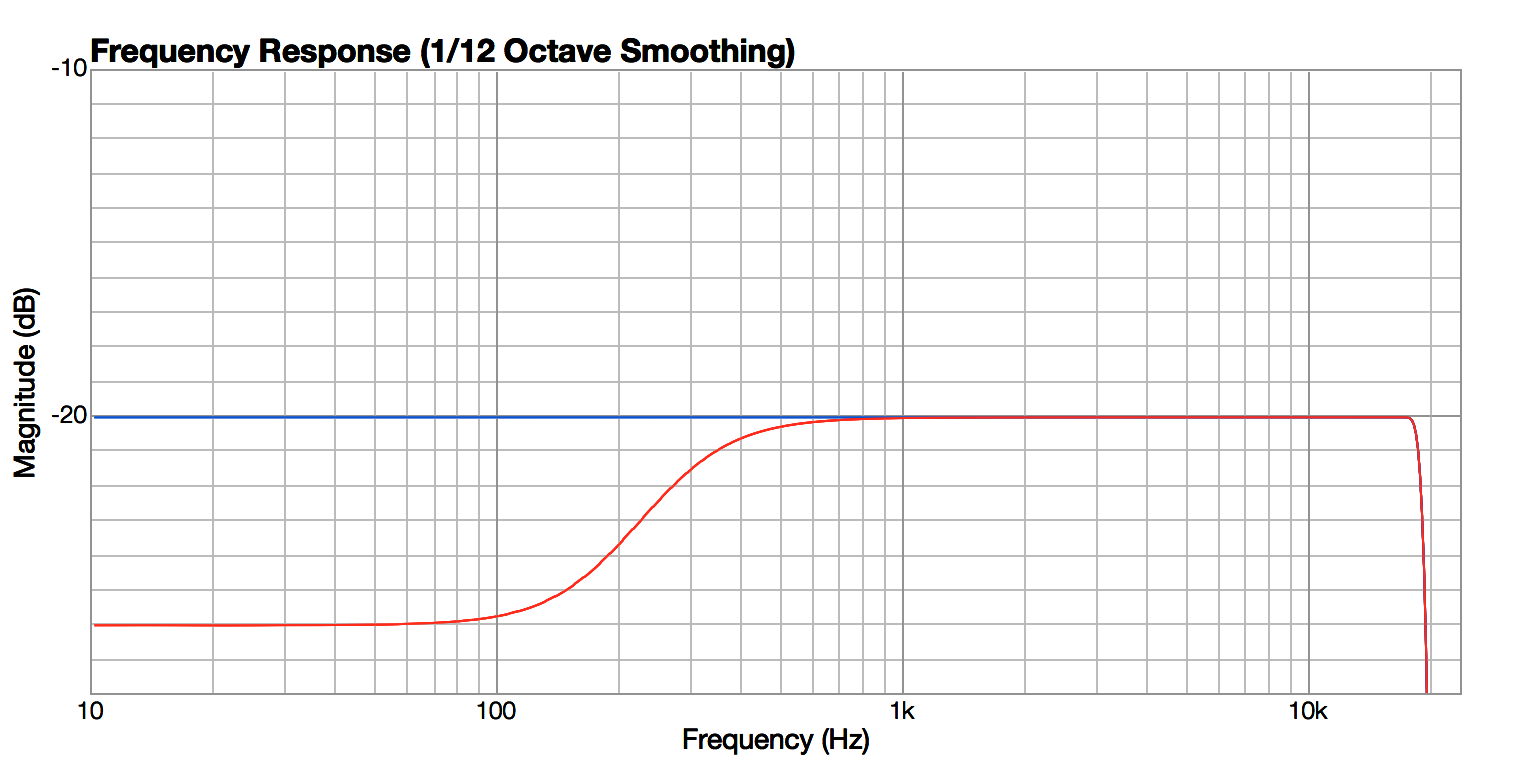 Frequency Response (1/12 Octave Smoothing)
-10
-20
Magnitude (dB)
10 100 1k 10k
Frequency (Hz)